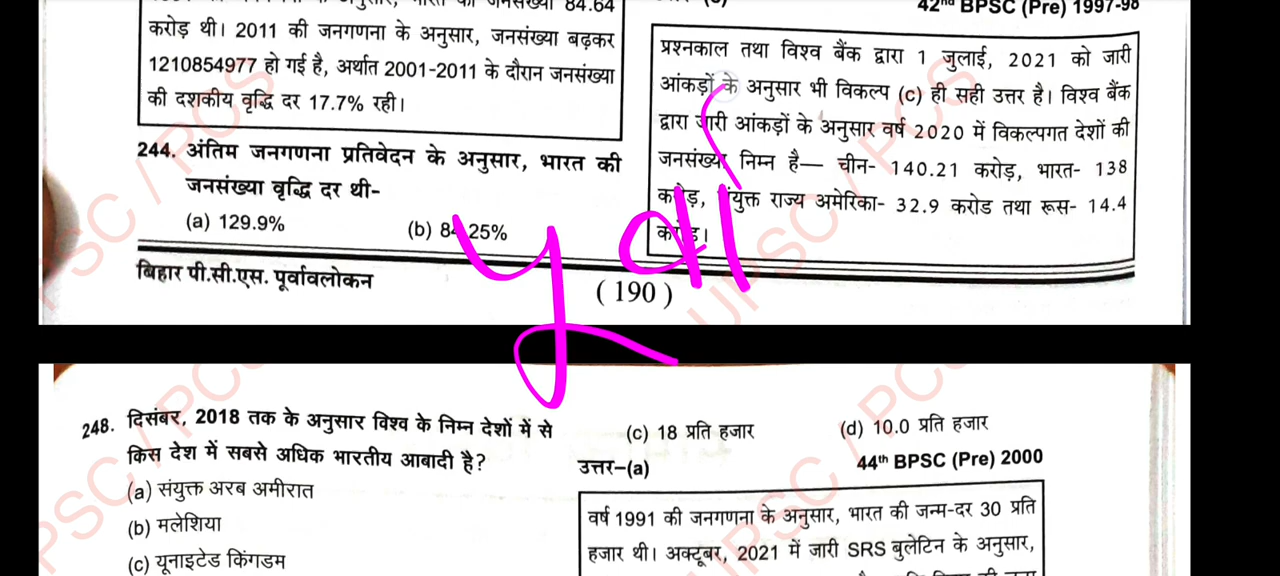 करोड़ थी। 2011 की जनगणना के अनुसार, जनसंख्या बढ़कर
1210854977 हो गई है, अर्थात 2001-2011 के दौरान जनसंख्या
की दशकीय वृद्धि दर 17.7% रही।
244. अंतिम जनगणना प्रतिवेदन के अनुसार, भारत की
जनसंख्या वृद्धि दर थी-
(a) 129.9%
(b) 84.25%
बिहार पी.सी.एस. पूर्वावलोकन
42nd BPSC (Pre) 1997-98
प्रश्नकाल तथा विश्व बैंक द्वारा 1 जुलाई, 2021 को जारी
आंकड़ों के अनुसार भी विकल्प (c) ही सही उत्तर है। विश्व बैंक
द्वारा जारी आंकड़ों के अनुसार वर्ष 2020 में विकल्पगत देशों की
जनसंख्या निम्न है— चीन- 140.21 करोड़, भारत- 138
करोड़, संयुक्त राज्य अमेरिका- 32.9 करोड तथा रूस- 14.4
करोड़।
( 190 )
248. दिसंबर, 2018 तक के अनुसार विश्व के निम्न देशों में से
किस देश में सबसे अधिक भारतीय आबादी है?
(a) संयुक्त अरब अमीरात
(b) मलेशिया
(c) यूनाइटेड किंगडम
(c) 18 प्रति हजार
(d) 10.0 प्रति हजार
उत्तर–(a)
44th BPSC (Pre) 2000
वर्ष 1991 की जनगणना के अनुसार, भारत की जन्म-दर 30 प्रति
हजार थी। अक्टूबर, 2021 में जारी SRS बुलेटिन के अनुसार,
UPSC / PCS